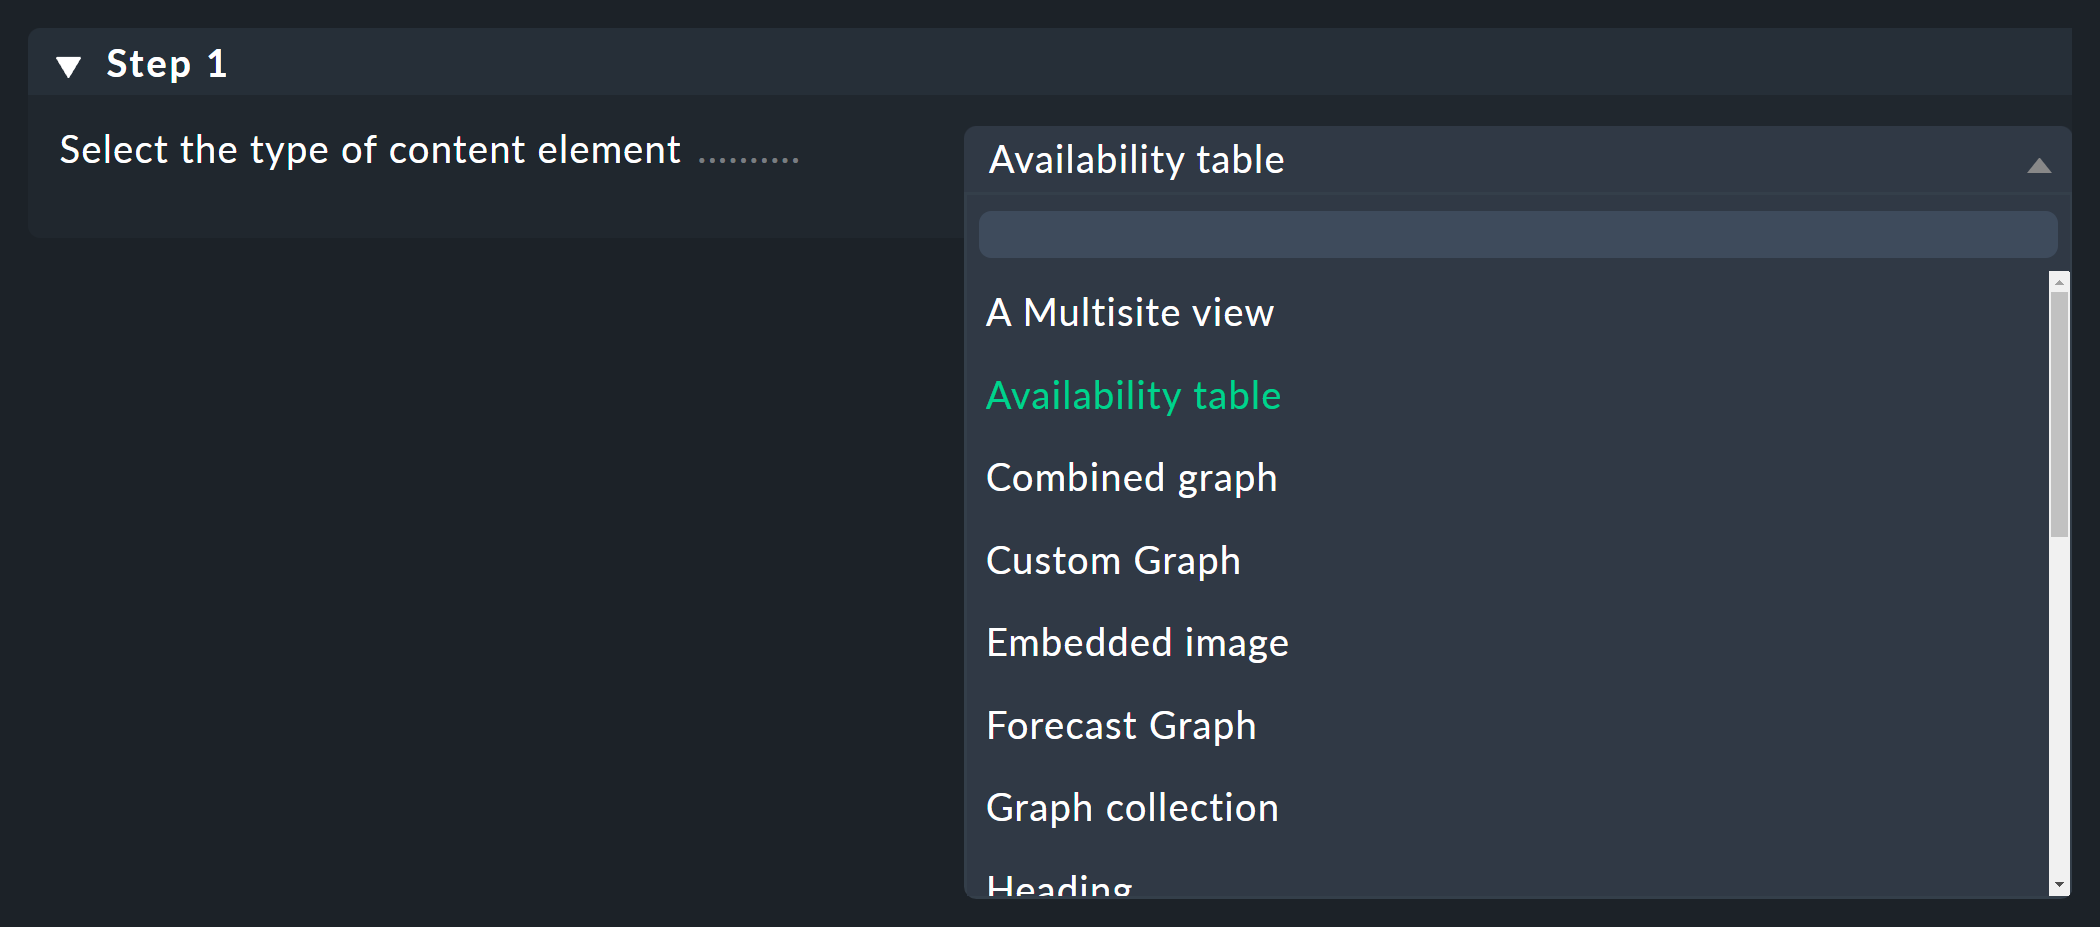 Step 1
Select the type of content element ..........
Availability table
A Multisite view
Availability table
Combined graph
Custom Graph
Embedded image
Forecast Graph
Graph collection
Heading